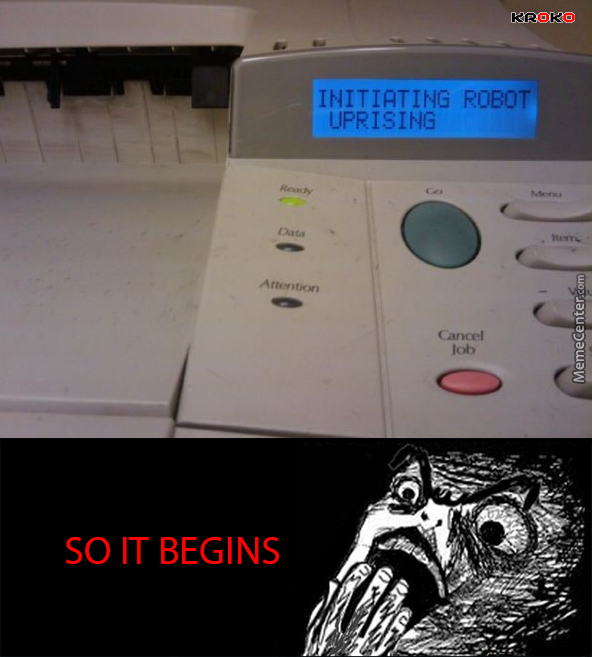 KROKO
INITIATING ROBOT
UPRISING
Ready
Go
Menu
Data
Item
Attention
Cancel
Job
MemeCenter.com
SO IT BEGINS